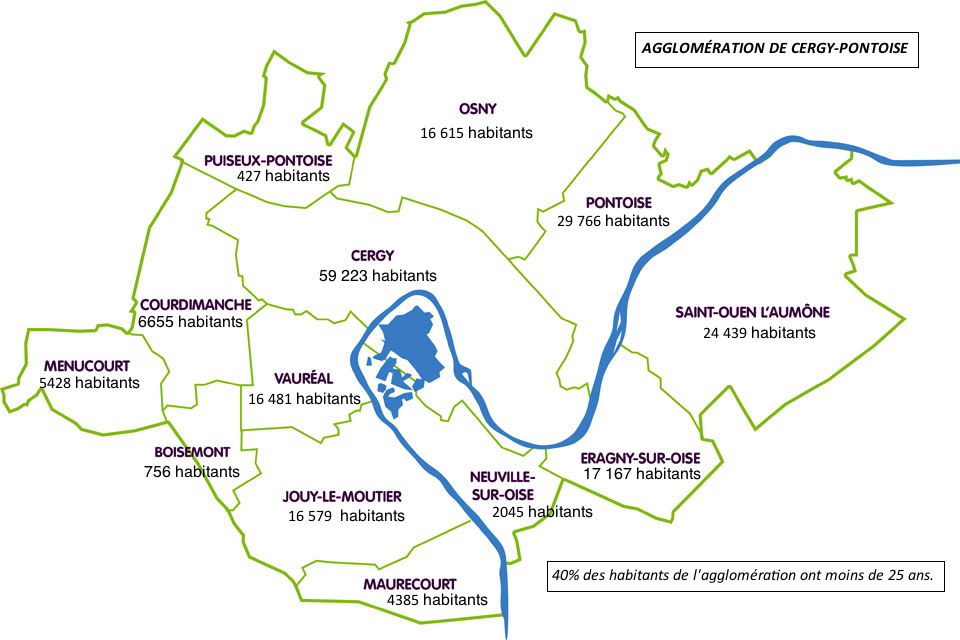 AGGLOMÉRATION DE CERGY-PONTOISE
OSNY
16 615 habitants
PUISEUX-PONTOISE
427 habitants
PONTOISE
29 766 habitants
CERGY
59 223 habitants
COURDIMANCHE
6655 habitants
SAINT-OUEN L'AUMÔNE
24 439 habitants
MENUCOURT
5428 habitants
VAURÉAL
16 481 habitants
BOISEMONT
756 habitants
ERAGNY-SUR-OISE
17 167 habitants
NEUVILLE-
SUR-OISE
2045 habitants
JOUY-LE-MOUTIER
16 579 habitants
MAURECOURT
4385 habitants
40% des habitants de l'agglomération ont moins de 25 ans.